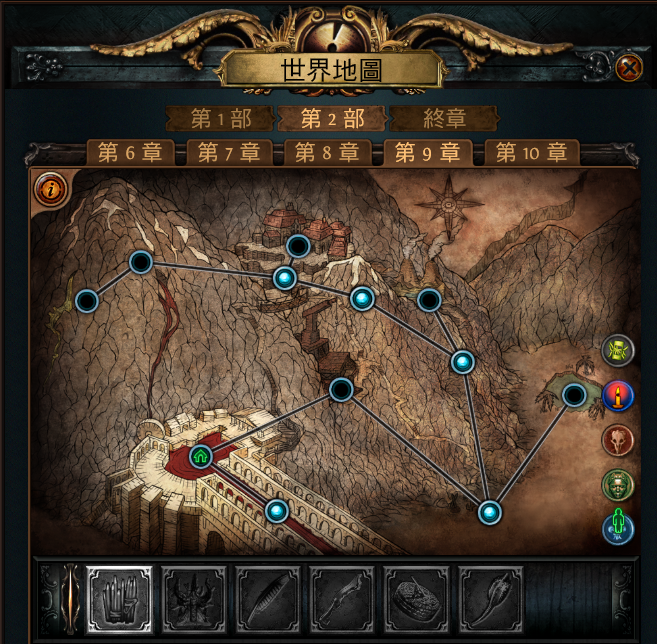 世界地圖
第 1 部 第 2 部 終章
第 6 章 第 7 章 第 8 章 第 9 章 第 10 章
i